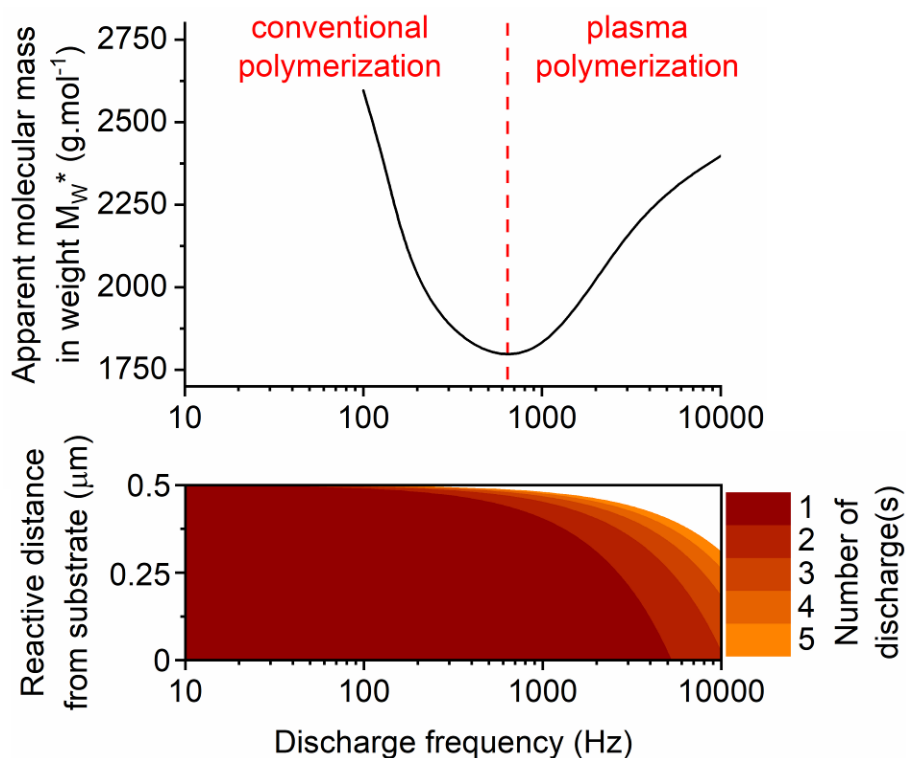 conventional
polymerization
plasma
polymerization
Apparent molecular mass
in weight M_W* (g.mol⁻¹)
2750
2500
2250
2000
1750
10
100
1000
10000
Reactive distance
from substrate (μm)
0.5
0.25
0
10
100
1000
10000
Discharge frequency (Hz)
1
2
3
4
5
Number of
discharge(s)